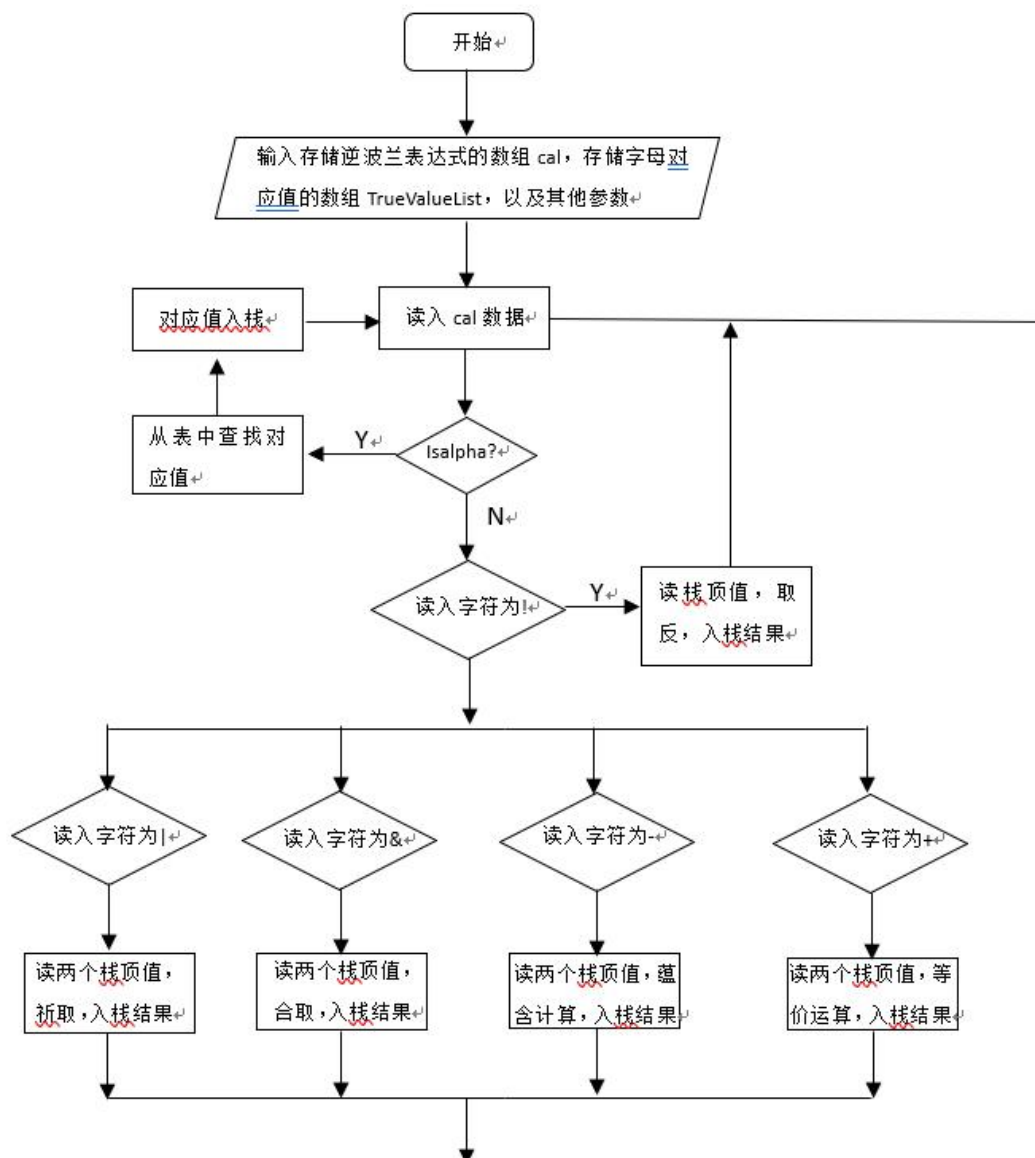 开始↵
输入存储逆波兰表达式的数组 cal，存储字母对
应值的数组 TrueValueList，以及其他参数↵
对应值入栈↵
读入 cal 数据↵
从表中查找对
应值↵
Y↵
Isalpha?↵
N↵
读入字符为!↵
Y↵
读栈顶值，取
反，入栈结果↵
读入字符为|↵
读入字符为&↵
读入字符为-↵
读入字符为+↵
读两个栈顶值，
祈取，入栈结果↵
读两个栈顶值，
合取，入栈结果↵
读两个栈顶值，蕴
含计算，入栈结果↵
读两个栈顶值，等
价运算，入栈结果↵